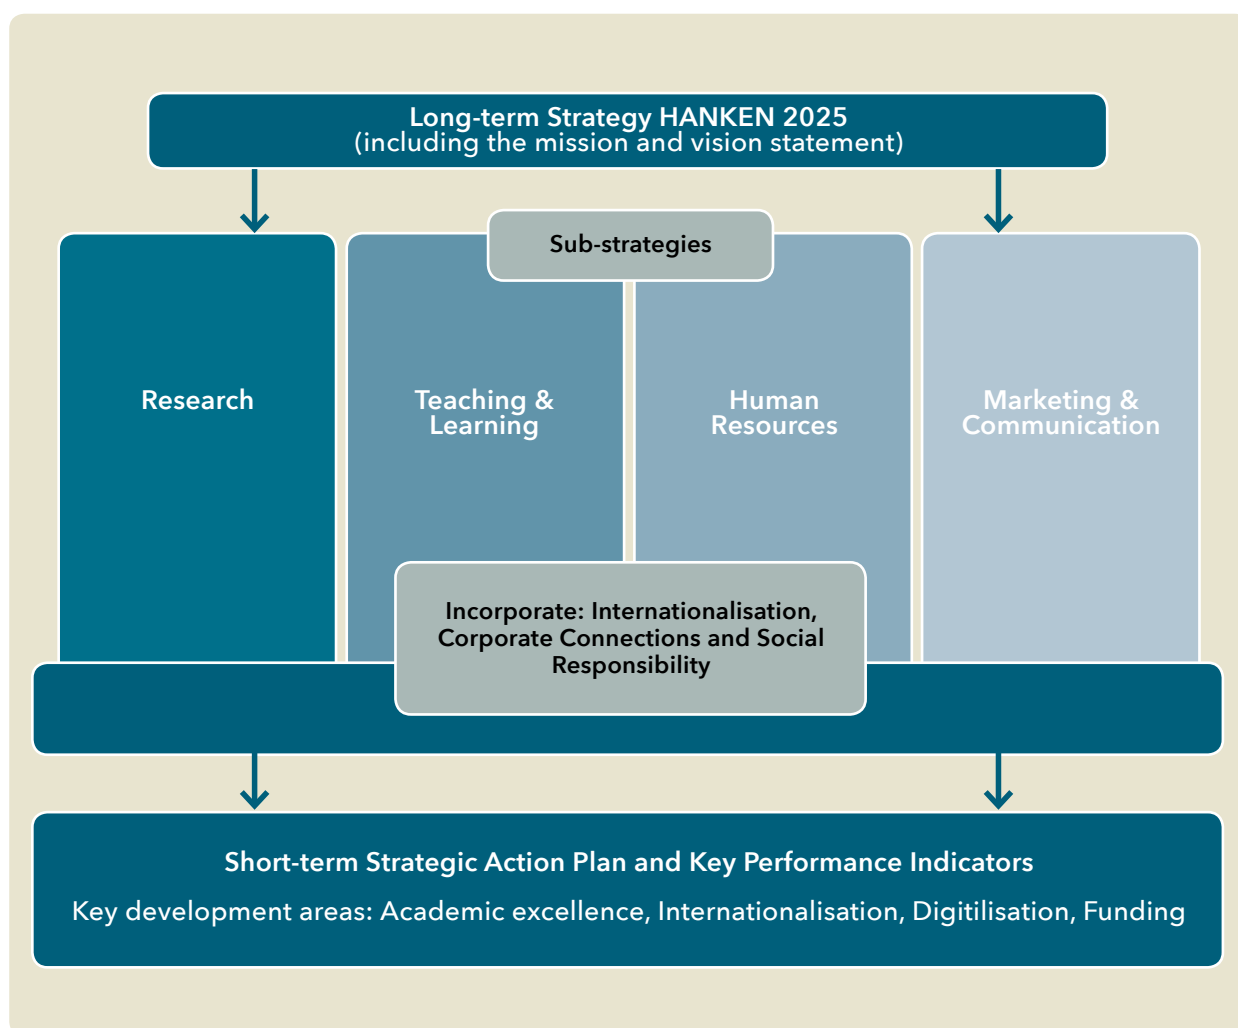 Long-term Strategy HANKEN 2025
(including the mission and vision statement)
Sub-strategies
Research
Teaching &
Learning
Human
Resources
Marketing &
Communication
Incorporate: Internationalisation,
Corporate Connections and Social
Responsibility
Short-term Strategic Action Plan and Key Performance Indicators
Key development areas: Academic excellence, Internationalisation, Digitilisation, Funding